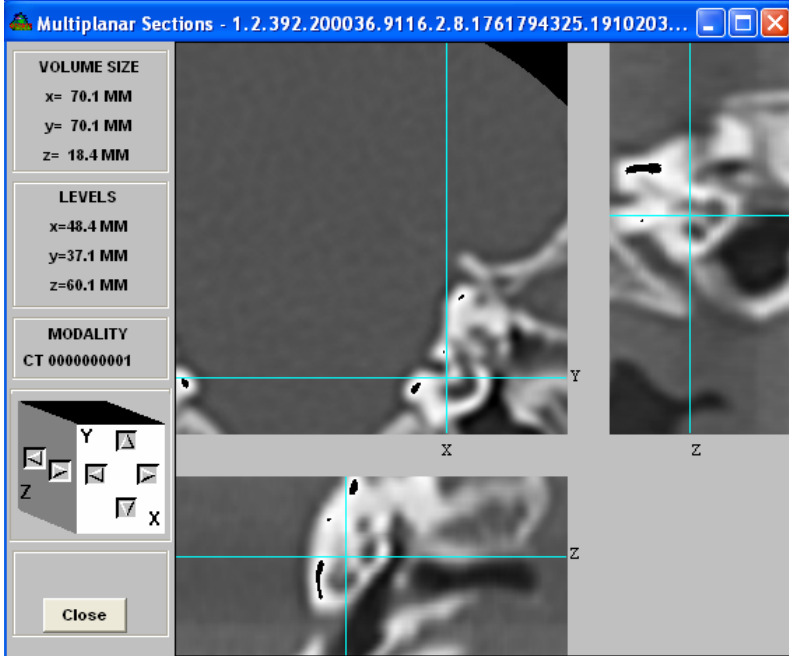 Multiplanar Sections - 1.2.392.200036.9116.2.8.1761794325.1910203...
VOLUME SIZE
x= 70.1 MM
y= 70.1 MM
z= 18.4 MM
LEVELS
x=48.4 MM
y=37.1 MM
z=60.1 MM
MODALITY
CT 0000000001
Y
Z
X
Close
Y
X
Z
Z